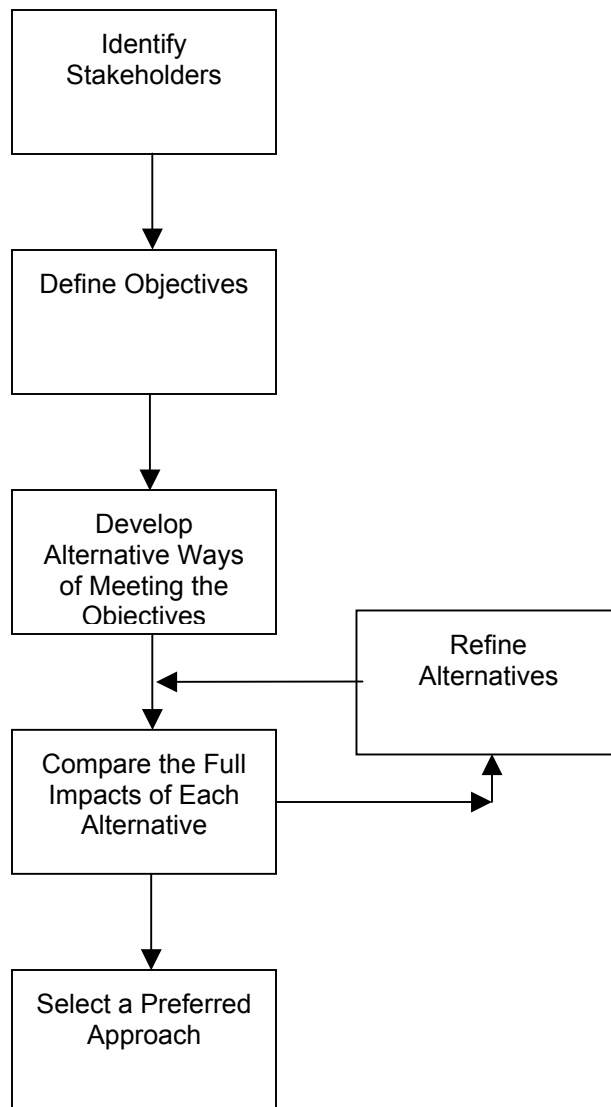 Identify
Stakeholders
Define Objectives
Develop
Alternative Ways
of Meeting the
Objectives
Refine
Alternatives
Compare the Full
Impacts of Each
Alternative
Select a Preferred
Approach